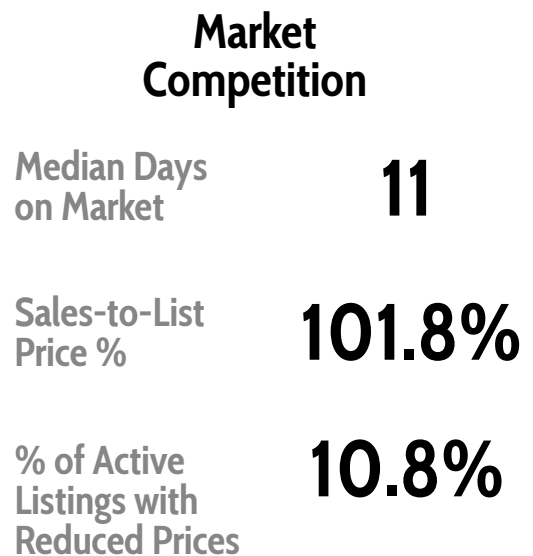 Market
Competition
Median Days
on Market
11
Sales-to-List
Price %
101.8%
% of Active
Listings with
Reduced Prices
10.8%